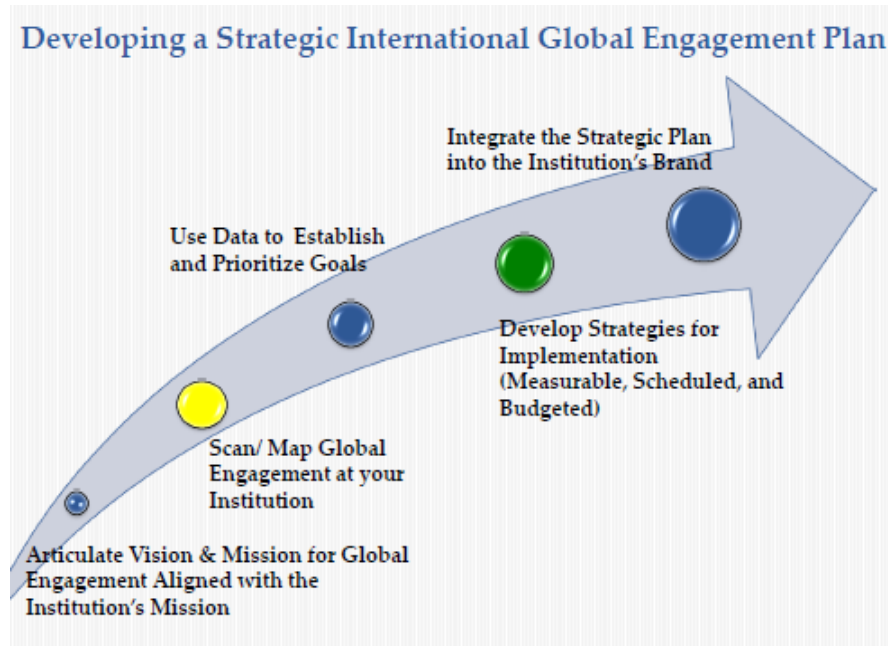 Developing a Strategic International Global Engagement Plan
Integrate the Strategic Plan
into the Institution's Brand
Use Data to Establish
and Prioritize Goals
Develop Strategies for
Implementation
(Measurable, Scheduled, and
Budgeted)
Scan/ Map Global
Engagement at your
Institution
Articulate Vision & Mission for Global
Engagement Aligned with the
Institution's Mission